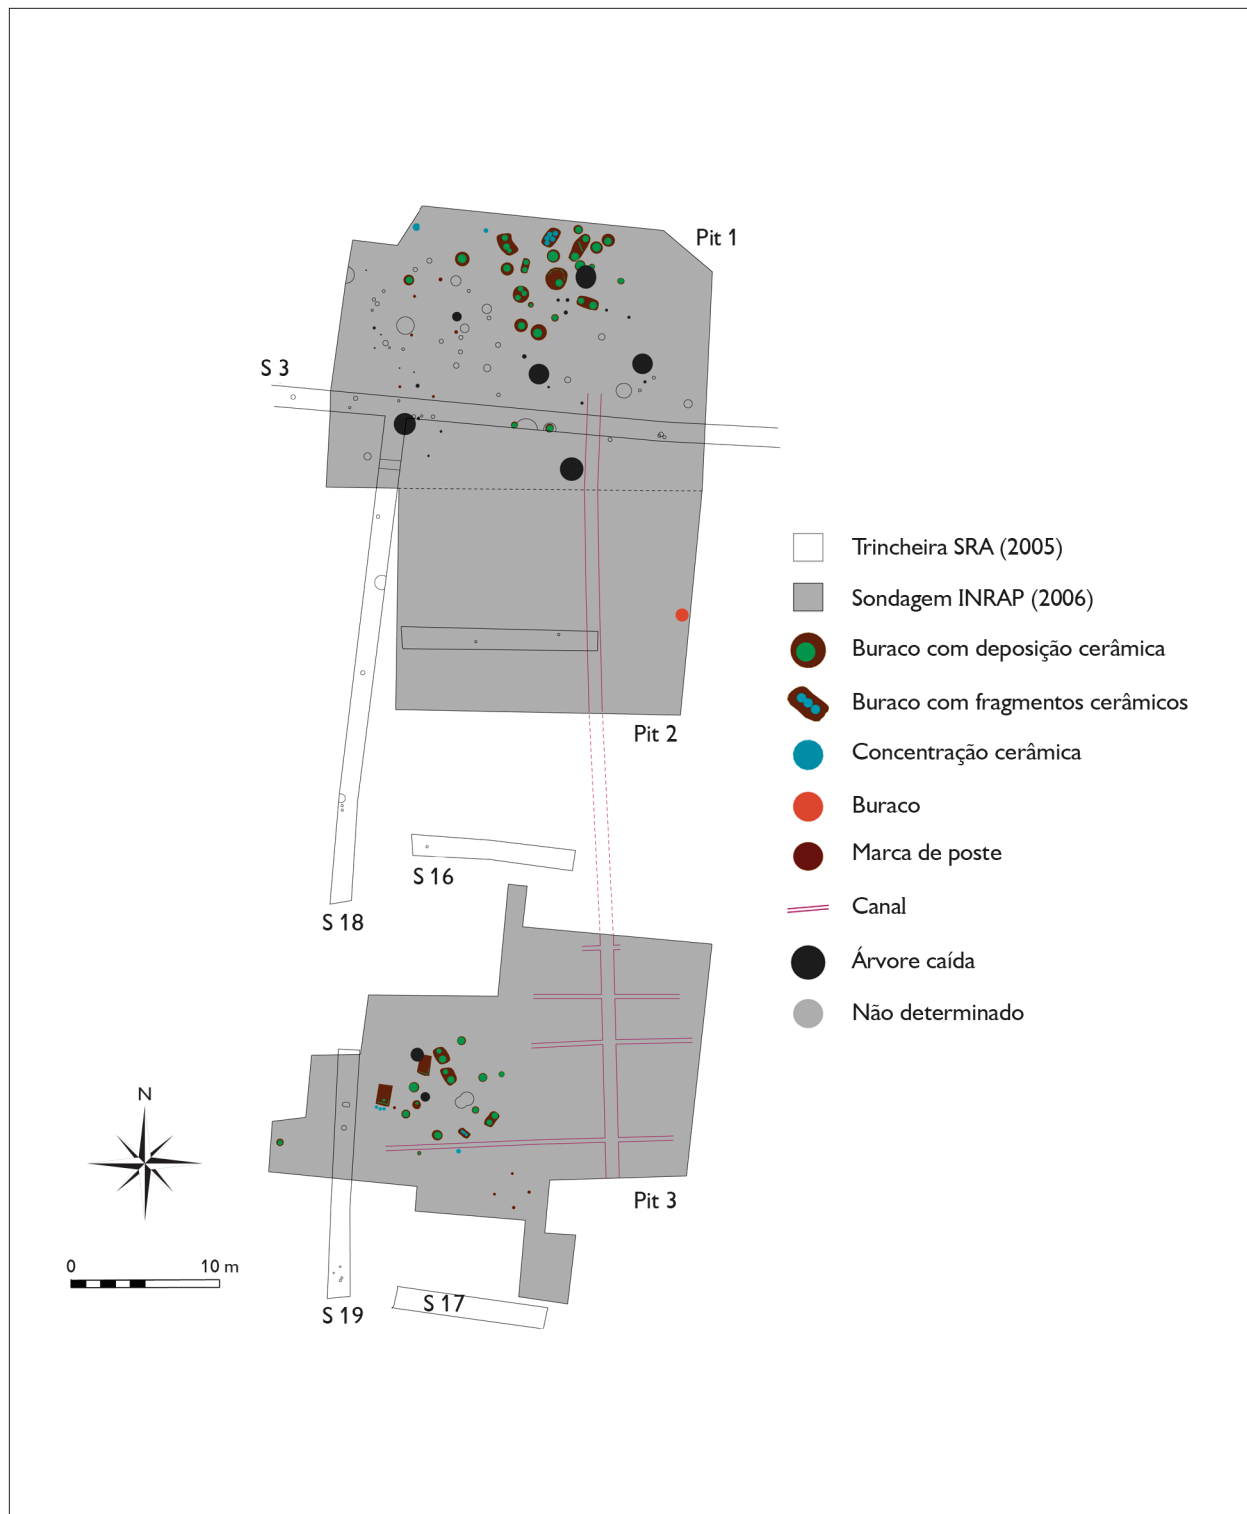 Pit 1
S 3
Trincheira SRA (2005)
Sondagem INRAP (2006)
Buraco com deposição cerâmica
Buraco com fragmentos cerâmicos
Concentração cerâmica
Buraco
Marca de poste
Canal
Árvore caída
Não determinado
Pit 2
S 16
S 18
N
Pit 3
0 10 m
S 17
S 19